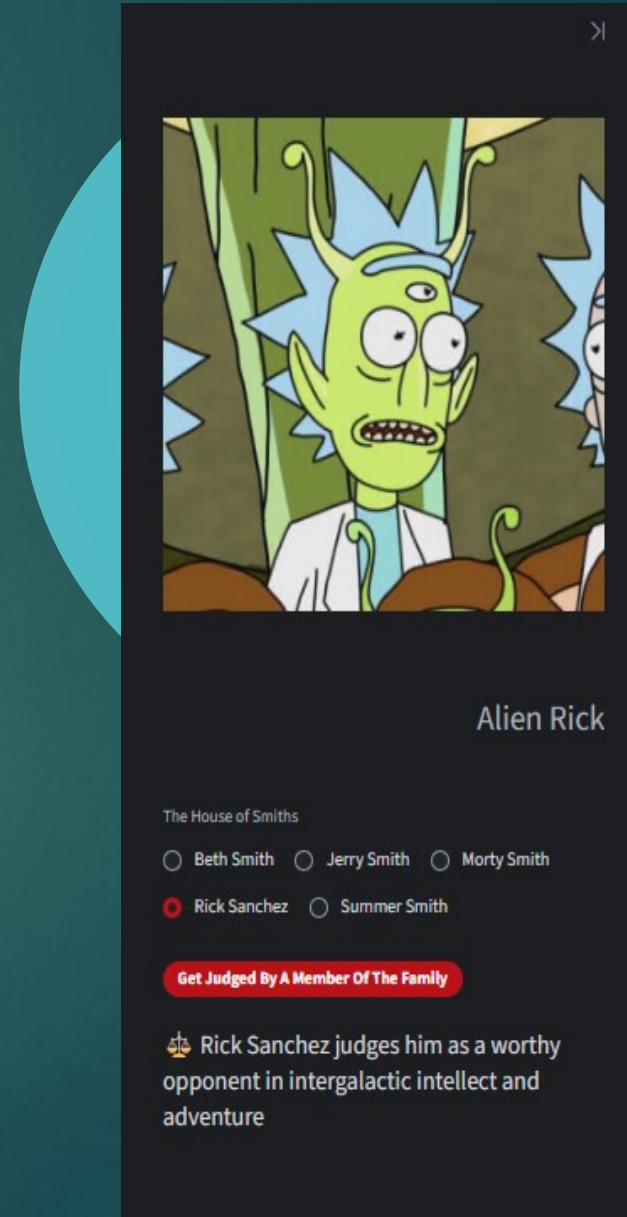 Alien Rick
The House of Smiths
Beth Smith Jerry Smith Morty Smith
Rick Sanchez Summer Smith
Get Judged By A Member Of The Family
⚖️ Rick Sanchez judges him as a worthy
opponent in intergalactic intellect and
adventure